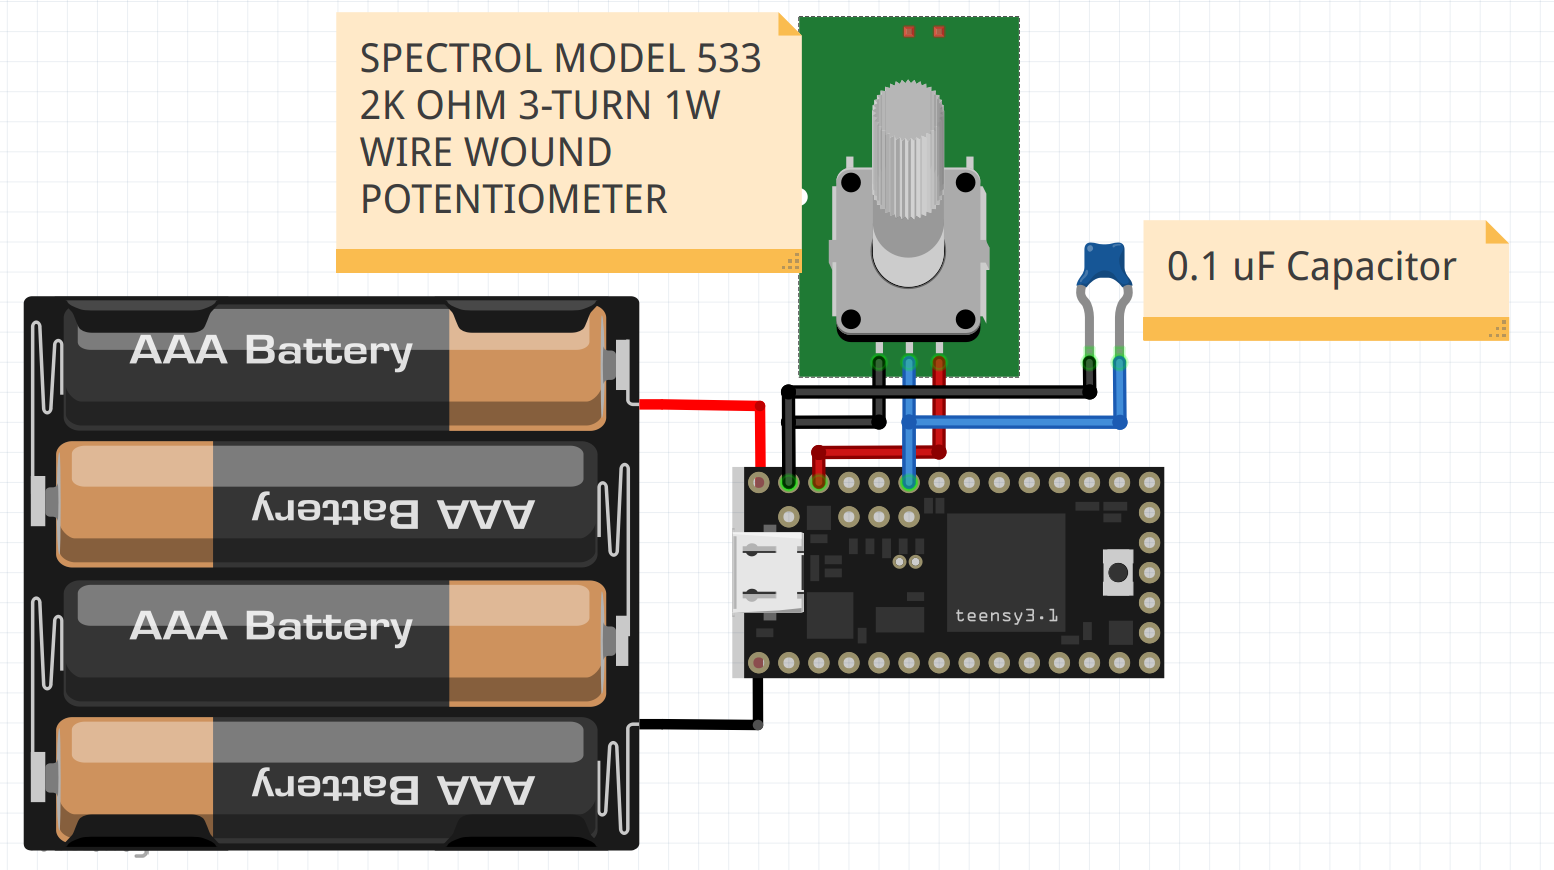 SPECTROL MODEL 533
2K OHM 3-TURN 1W
WIRE WOUND
POTENTIOMETER
0.1 uF Capacitor
AAA Battery
AAA Battery
AAA Battery
teensy3.1
AAA Battery